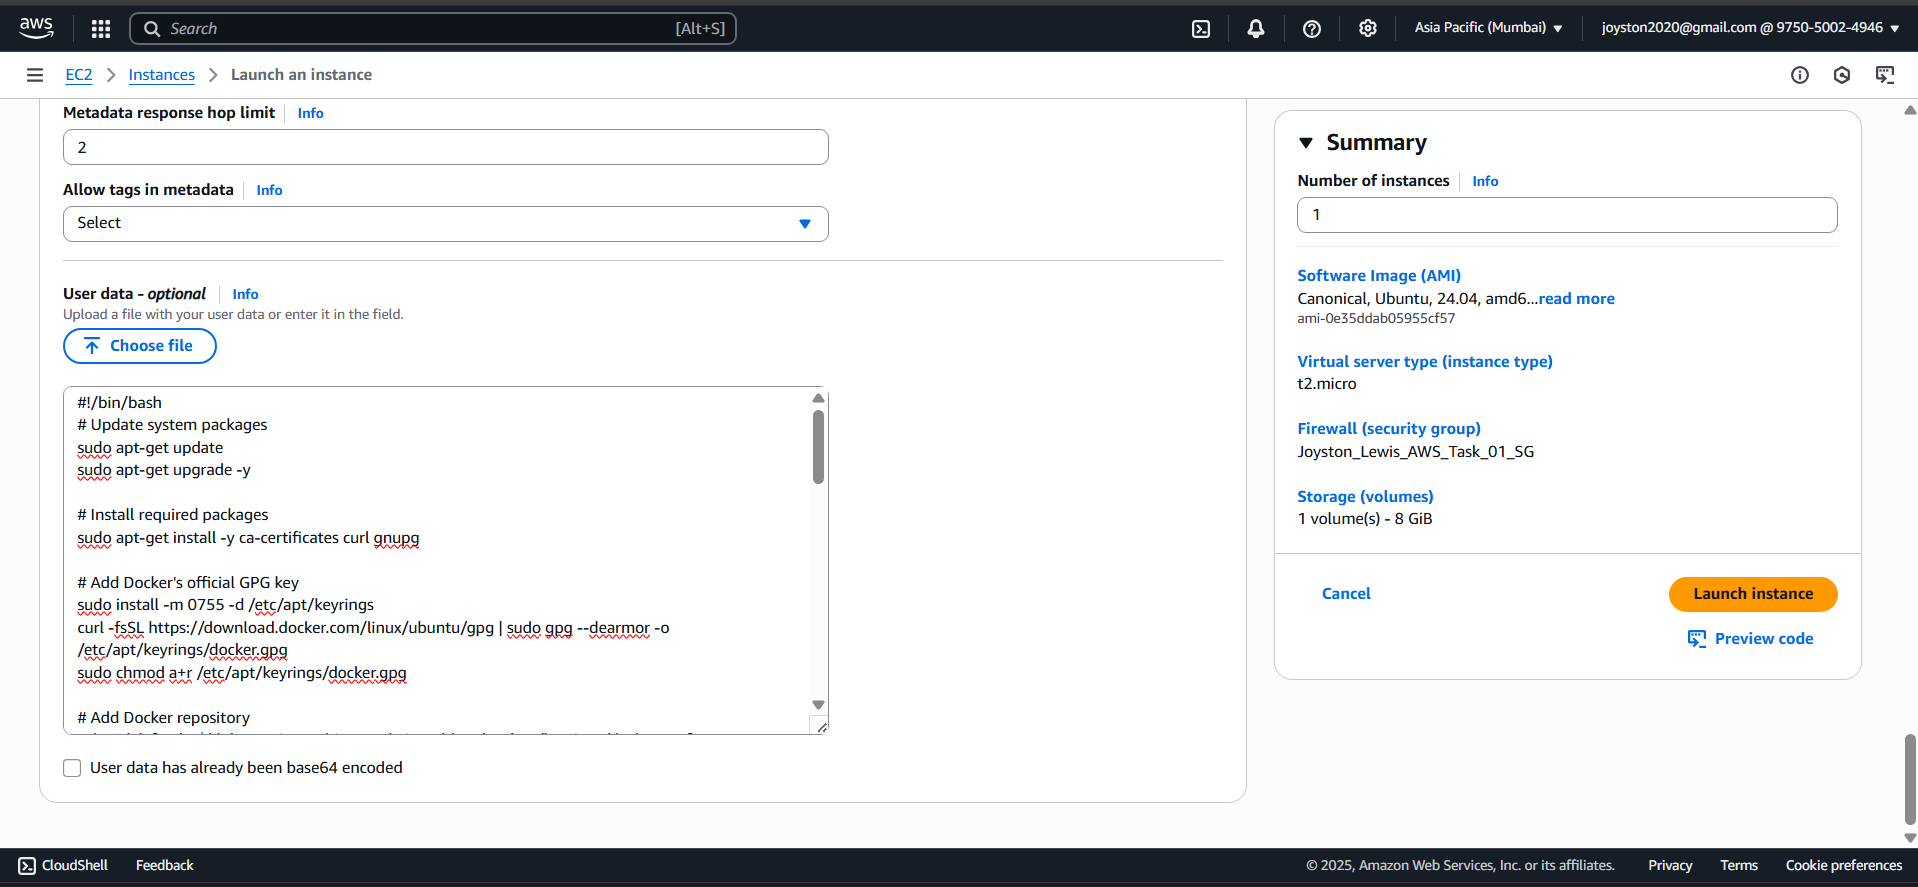 aws
Search
[Alt+S]
Asia Pacific (Mumbai)
joyston2020@gmail.com @ 9750-5002-4946
EC2
Instances
Launch an instance
Metadata response hop limit
Info
2
Allow tags in metadata
Info
Select
User data - optional
Info
Upload a file with your user data or enter it in the field.
Choose file
#!/bin/bash
# Update system packages
sudo apt-get update
sudo apt-get upgrade -y
# Install required packages
sudo apt-get install -y ca-certificates curl gnupg
# Add Docker's official GPG key
sudo install -m 0755 -d /etc/apt/keyrings
curl -fsSL https://download.docker.com/linux/ubuntu/gpg | sudo gpg --dearmor -o
/etc/apt/keyrings/docker.gpg
sudo chmod a+r /etc/apt/keyrings/docker.gpg
# Add Docker repository
User data has already been base64 encoded
Summary
Number of instances
Info
1
Software Image (AMI)
Canonical, Ubuntu, 24.04, amd6...read more
ami-0e35ddab05955cf57
Virtual server type (instance type)
t2.micro
Firewall (security group)
Joyston_Lewis_AWS_Task_01_SG
Storage (volumes)
1 volume(s) - 8 GiB
Cancel
Launch instance
Preview code
CloudShell
Feedback
© 2025, Amazon Web Services, Inc. or its affiliates.
Privacy
Terms
Cookie preferences